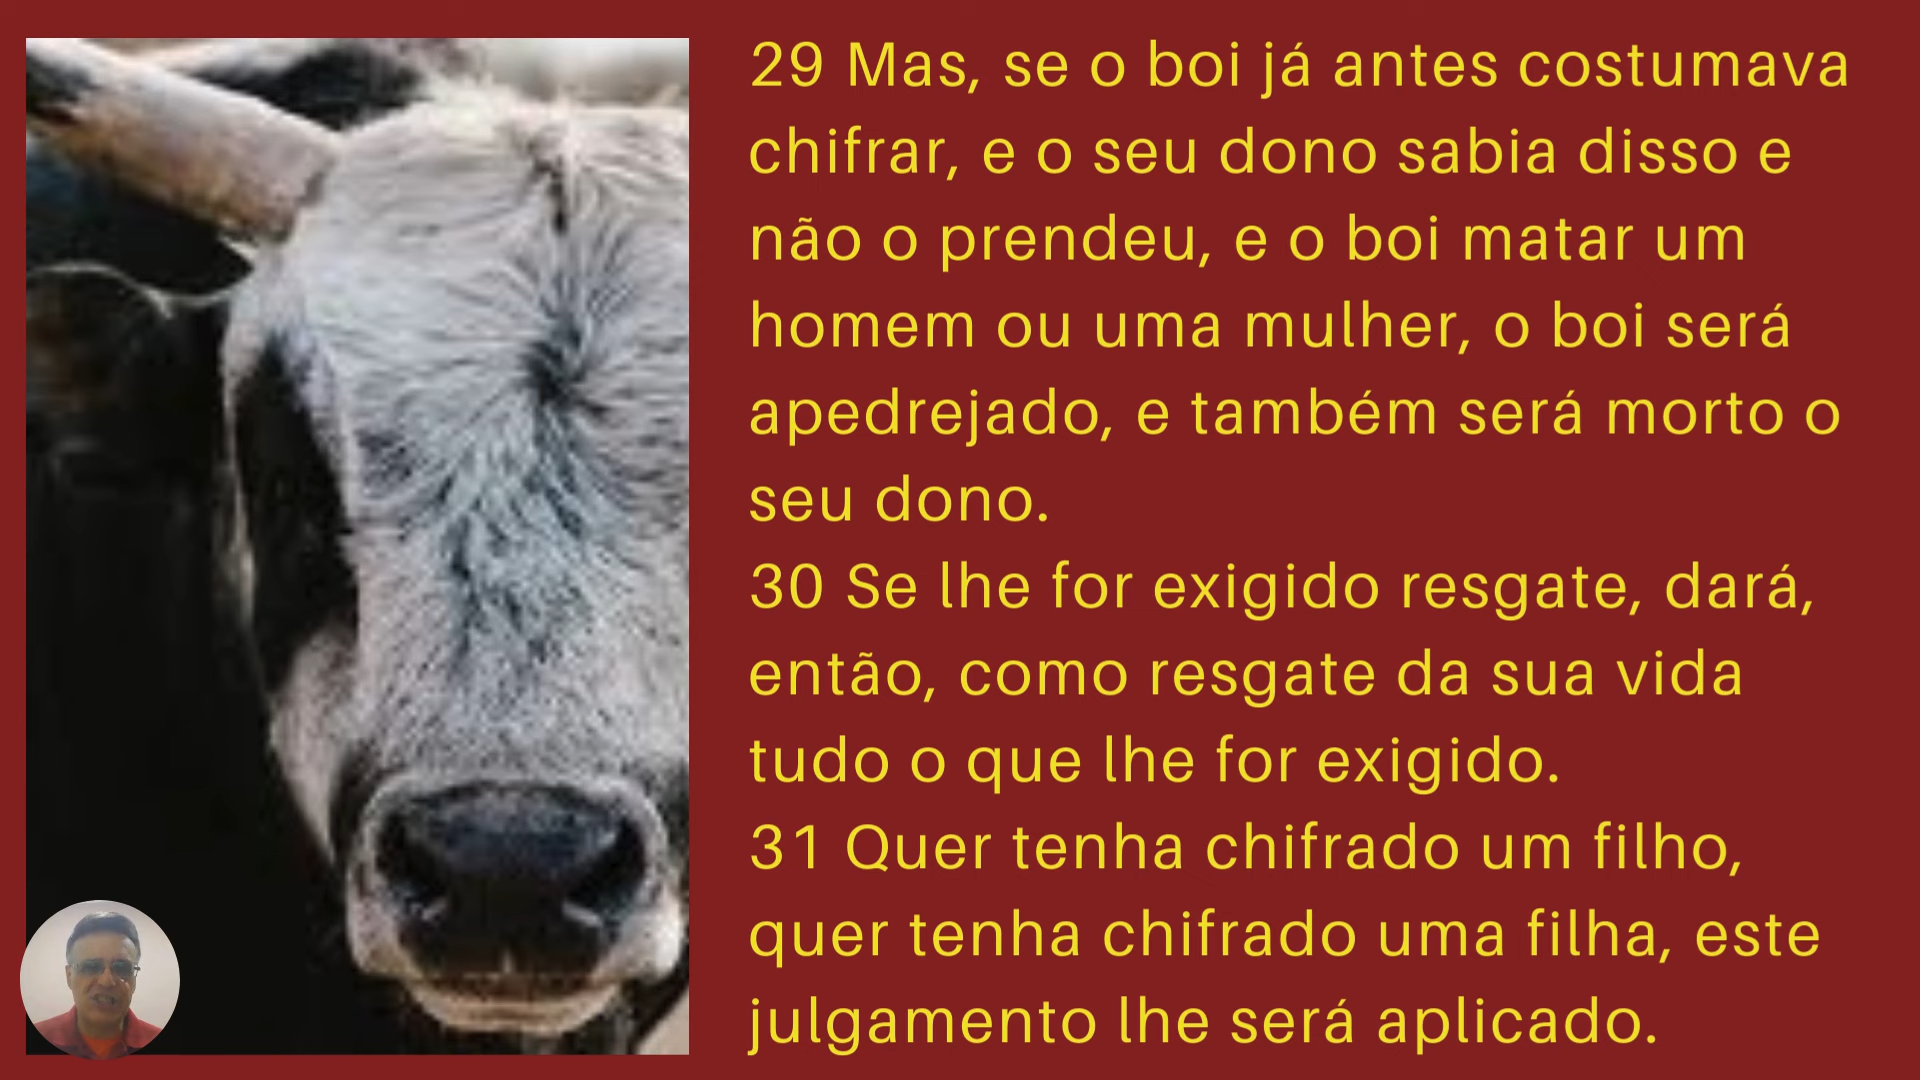 29 Mas, se o boi já antes costumava
chifrar, e o seu dono sabia disso e
não o prendeu, e o boi matar um
homem ou uma mulher, o boi será
apedrejado, e também será morto o
seu dono.
30 Se lhe for exigido resgate, dará,
então, como resgate da sua vida
tudo o que lhe for exigido.
31 Quer tenha chifrado um filho,
quer tenha chifrado uma filha, este
julgamento lhe será aplicado.